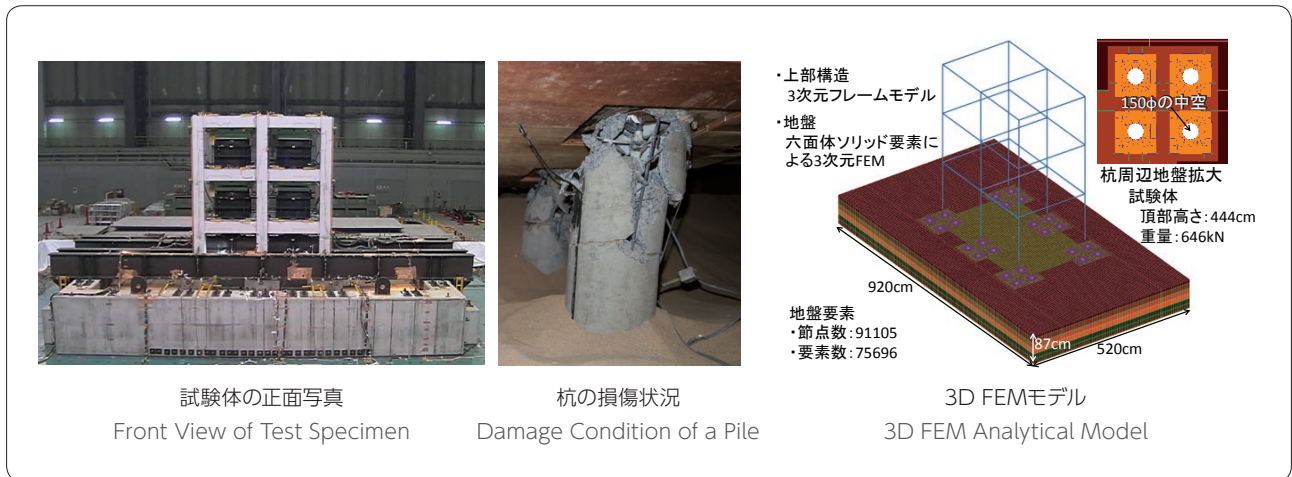 試験体の正面写真
Front View of Test Specimen
杭の損傷状況
Damage Condition of a Pile
・上部構造
3次元フレームモデル
・地盤
六面体ソリッド要素に
よる3次元FEM
150φの中空
杭周辺地盤拡大
試験体
頂部高さ:444cm
重量:646kN
920cm
地盤要素
・節点数:91105
・要素数:75696
87cm
520cm
3D FEMモデル
3D FEM Analytical Model